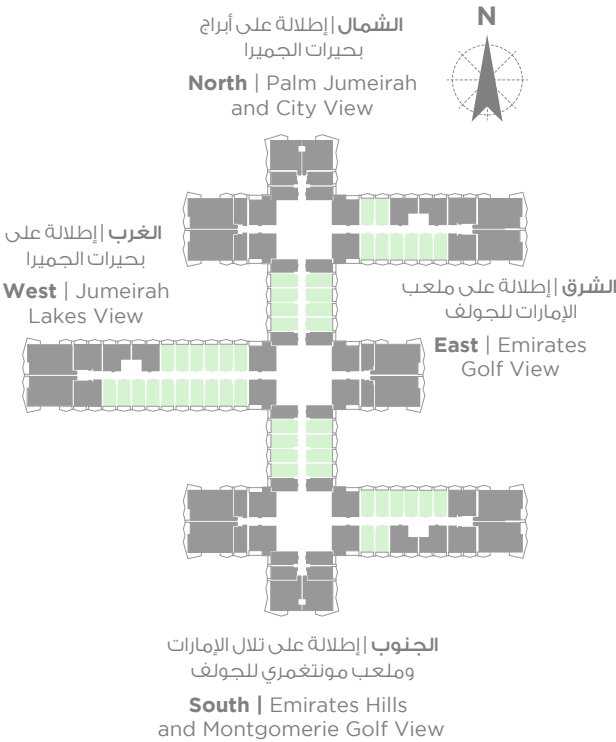 الشمال | إطلالة على أبراج
بحيرات الجميرا
North | Palm Jumeirah
and City View
N
الغرب | إطلالة على
بحيرات الجميرا
West | Jumeirah
Lakes View
الشرق | إطلالة على ملعب
الإمارات للجولف
East | Emirates
Golf View
الجنوب | إطلالة على تلال الإمارات
وملعب مونتغمري للجولف
South | Emirates Hills
and Montgomerie Golf View